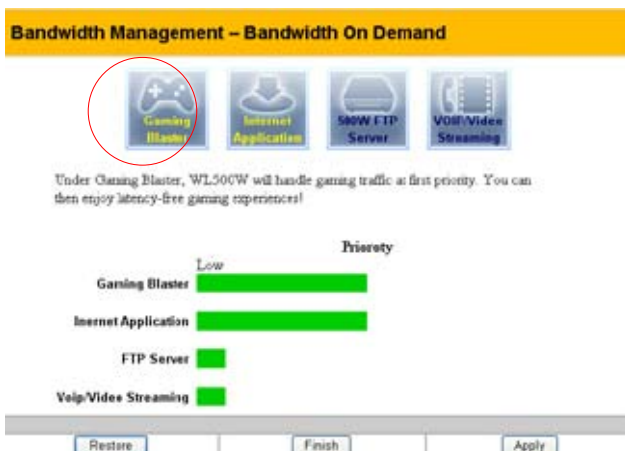 Bandwidth Management – Bandwidth On Demand
Gaming Blaster
Internet Application
500W FTP Server
VOIP/Video Streaming
Under Gaming Blaster, WL500W will handle gaming traffic at first priority. You can
then enjoy latency-free gaming experiences!
Priorety
Low
Gaming Blaster
Inernet Application
FTP Server
Voip/Video Streaming
Restore
Finish
Apply